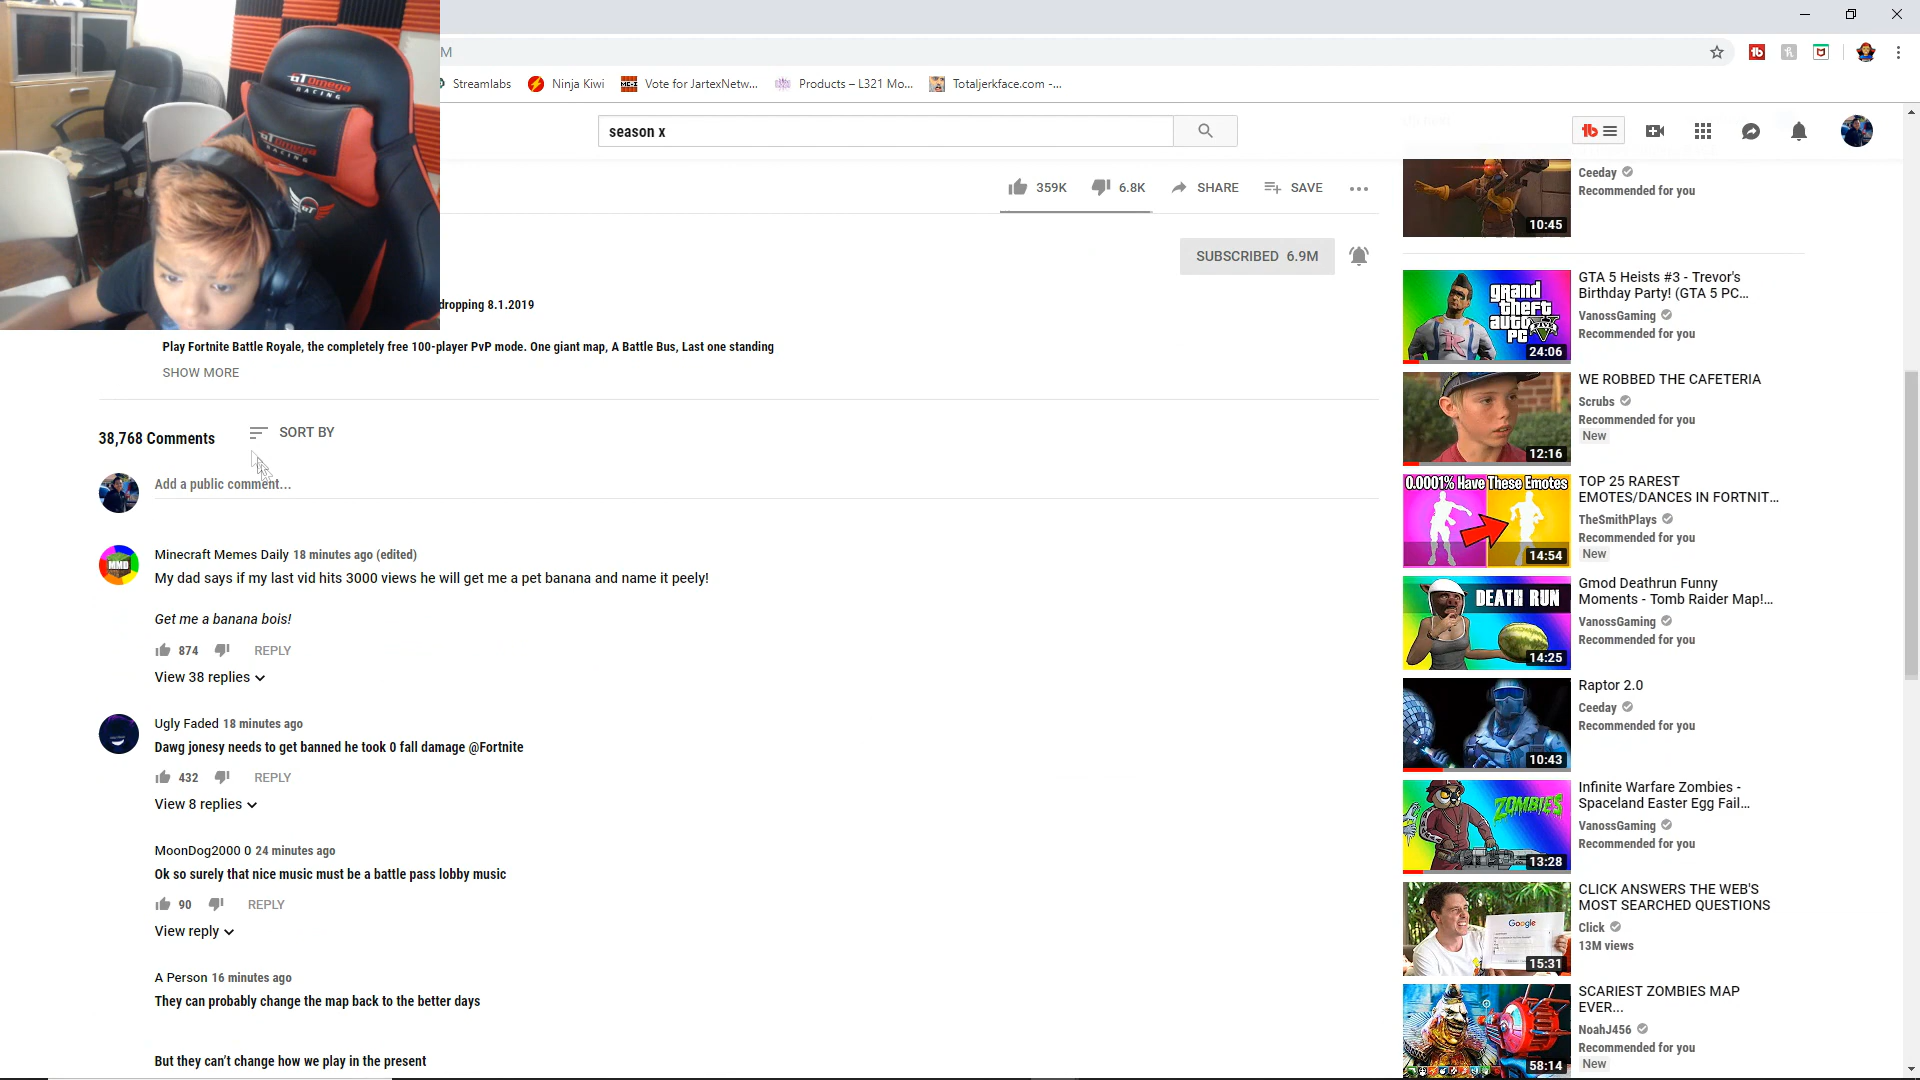 M
Streamlabs
Ninja Kiwi
Vote for JartexNetw...
Products – L321 Mo...
Totaljerkface.com -...
GT OMEGA
RACING
GT OMEGA
RACING
GT
season x
359K
6.8K
SHARE
SAVE
SUBSCRIBED 6.9M
dropping 8.1.2019
Play Fortnite Battle Royale, the completely free 100-player PvP mode. One giant map, A Battle Bus, Last one standing
SHOW MORE
38,768 Comments
SORT BY
Add a public comment...
MMD
Minecraft Memes Daily 18 minutes ago (edited)
My dad says if my last vid hits 3000 views he will get me a pet banana and name it peely!
Get me a banana bois!
874
REPLY
View 38 replies
Ugly Faded 18 minutes ago
Dawg jonesy needs to get banned he took 0 fall damage @Fortnite
432
REPLY
View 8 replies
MoonDog2000 0 24 minutes ago
Ok so surely that nice music must be a battle pass lobby music
90
REPLY
View reply
A Person 16 minutes ago
They can probably change the map back to the better days
But they can't change how we play in the present
10:45
Ceeday
Recommended for you
grand
theft
auto
PC
24:06
GTA 5 Heists #3 - Trevor's
Birthday Party! (GTA 5 PC...
VanossGaming
Recommended for you
12:16
WE ROBBED THE CAFETERIA
Scrubs
Recommended for you
New
0.0001% Have These Emotes
14:54
TOP 25 RAREST
EMOTES/DANCES IN FORTNIT...
TheSmithPlays
Recommended for you
New
DEATH RUN
14:25
Gmod Deathrun Funny
Moments - Tomb Raider Map!...
VanossGaming
Recommended for you
10:43
Raptor 2.0
Ceeday
Recommended for you
ZOMBIES
13:28
Infinite Warfare Zombies -
Spaceland Easter Egg Fail...
VanossGaming
Recommended for you
Google
15:31
CLICK ANSWERS THE WEB'S
MOST SEARCHED QUESTIONS
Click
13M views
58:14
SCARIEST ZOMBIES MAP
EVER...
NoahJ456
Recommended for you
New